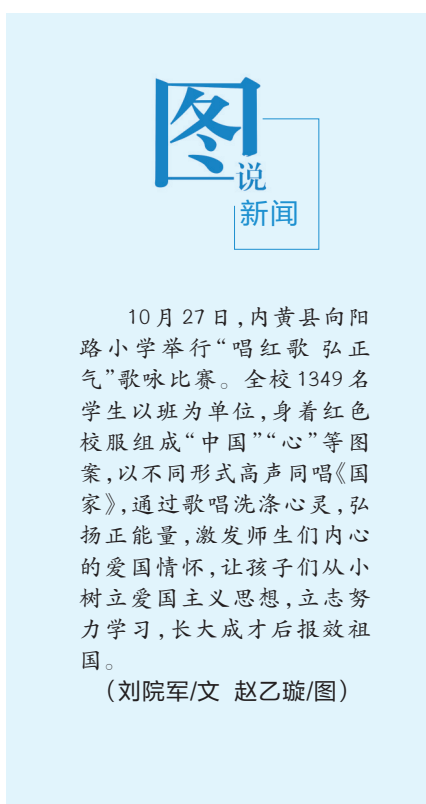 图
说
新闻
10月27日,内黄县向阳
路小学举行“唱红歌 弘正
气”歌咏比赛。全校1349名
学生以班为单位,身着红色
校服组成“中国”“心”等图
案,以不同形式高声同唱《国
家》,通过歌唱洗涤心灵,弘
扬正能量,激发师生们内心
的爱国情怀,让孩子们从小
树立爱国主义思想,立志努
力学习,长大成才后报效祖
国。
(刘院军/文 赵乙璇/图)